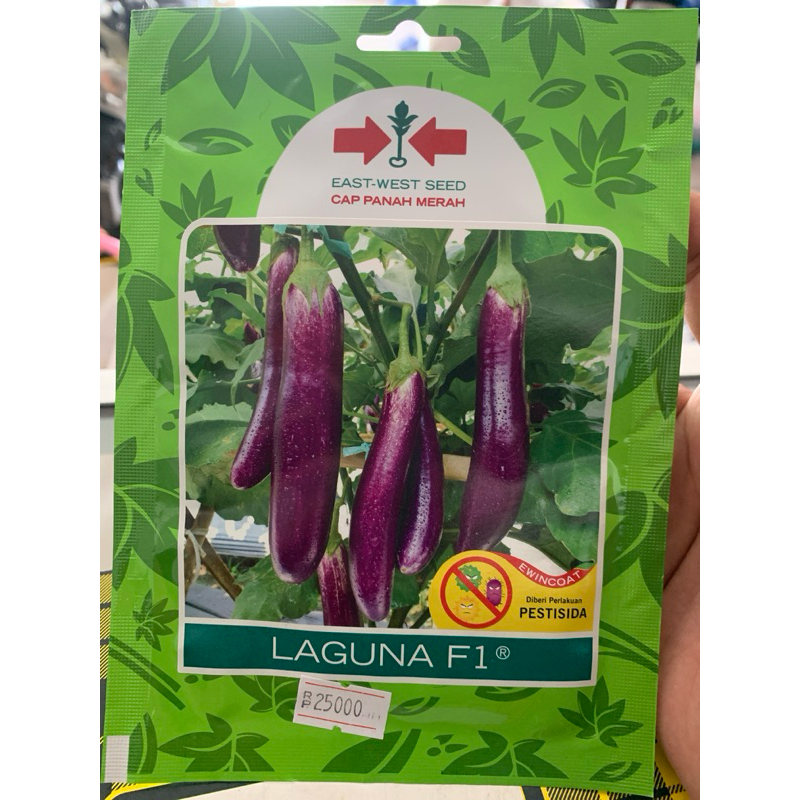 EAST-WEST SEED
CAP PANAH MERAH
EWINCOAT
Diberi Perlakuan
PESTISIDA
LAGUNA F1®
RP 25000